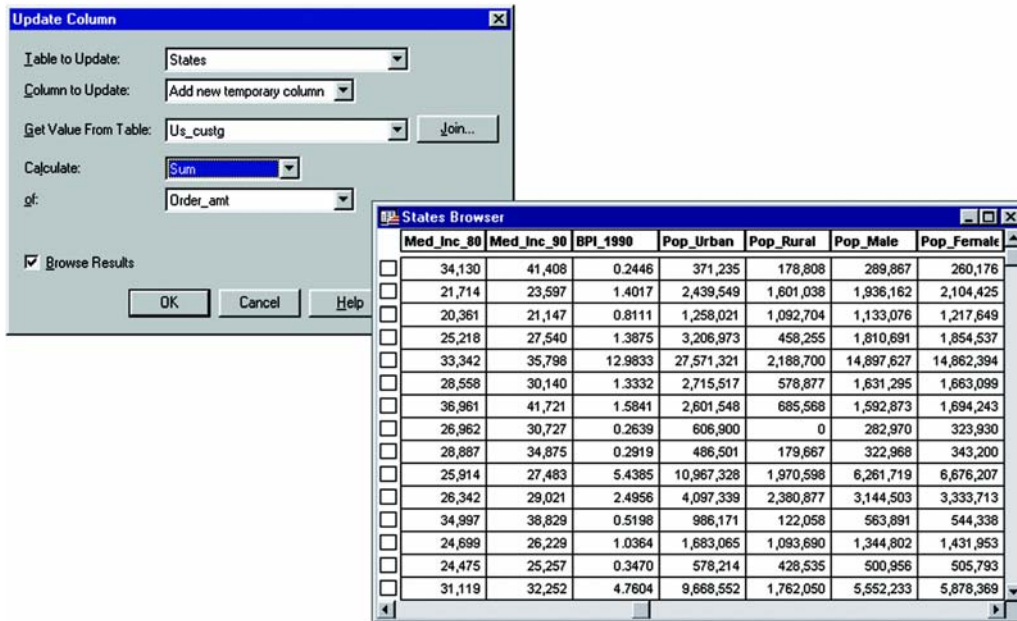 Update Column
Table to Update: States
Column to Update: Add new temporary column
Get Value From Table: Us_custg Join...
Calculate: Sum
of: Order_amt
Browse Results
OK Cancel Help
States Browser
Med_Inc_80 Med_Inc_90 BPI_1990 Pop_Urban Pop_Rural Pop_Male Pop_Female
34,130 41,408 0.2446 371,235 178,808 289,867 260,176
21,714 23,597 1.4017 2,439,549 1,601,038 1,936,162 2,104,425
20,361 21,147 0.8111 1,258,021 1,092,704 1,133,076 1,217,649
25,218 27,540 1.3875 3,206,973 458,255 1,810,691 1,854,537
33,342 35,798 12.9833 27,571,321 2,188,700 14,897,627 14,862,394
28,558 30,140 1.3332 2,715,517 578,877 1,631,295 1,663,099
36,961 41,721 1.5841 2,601,548 685,568 1,592,873 1,694,243
26,962 30,727 0.2639 606,900 0 282,970 323,930
28,887 34,875 0.2919 486,501 179,667 322,968 343,200
25,914 27,483 5.4385 10,967,328 1,970,598 6,261,719 6,676,207
26,342 29,021 2.4956 4,097,339 2,380,877 3,144,503 3,333,713
34,997 38,829 0.5198 986,171 122,058 563,891 544,338
24,699 26,229 1.0364 1,683,065 1,093,690 1,344,802 1,431,953
24,475 25,257 0.3470 578,214 428,535 500,956 505,793
31,119 32,252 4.7604 9,668,552 1,762,050 5,552,233 5,878,369